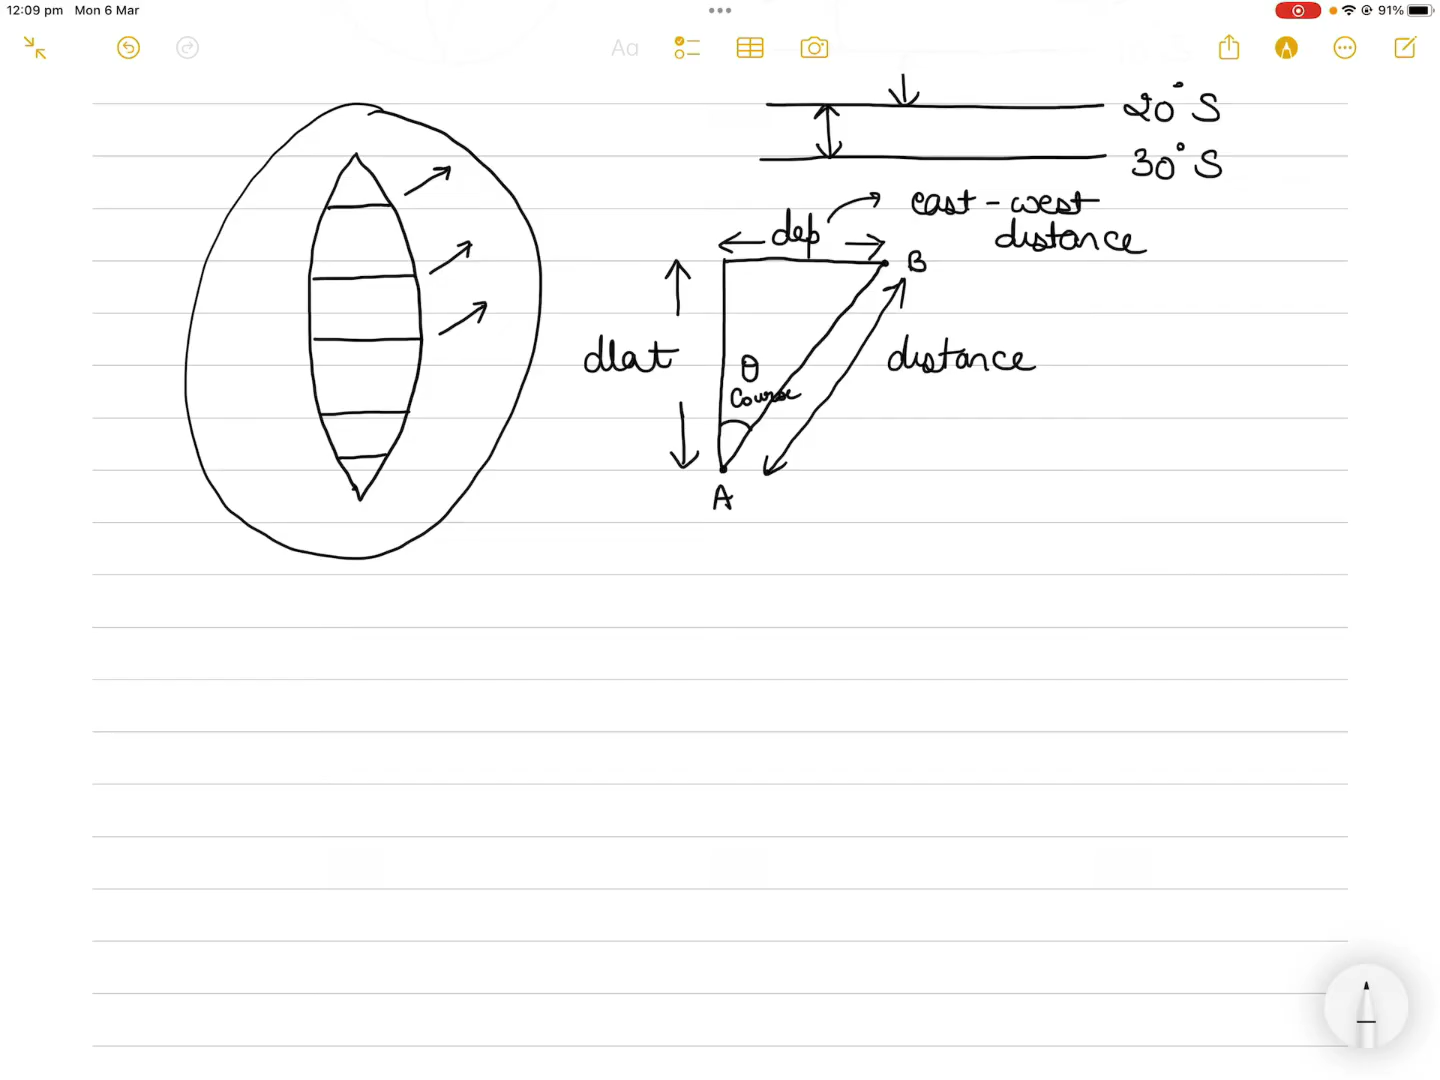 12:09 pm Mon 6 Mar
91%
Aa
20° S
30° S
east - west
distance
dep
B
dlat
θ
Course
distance
A